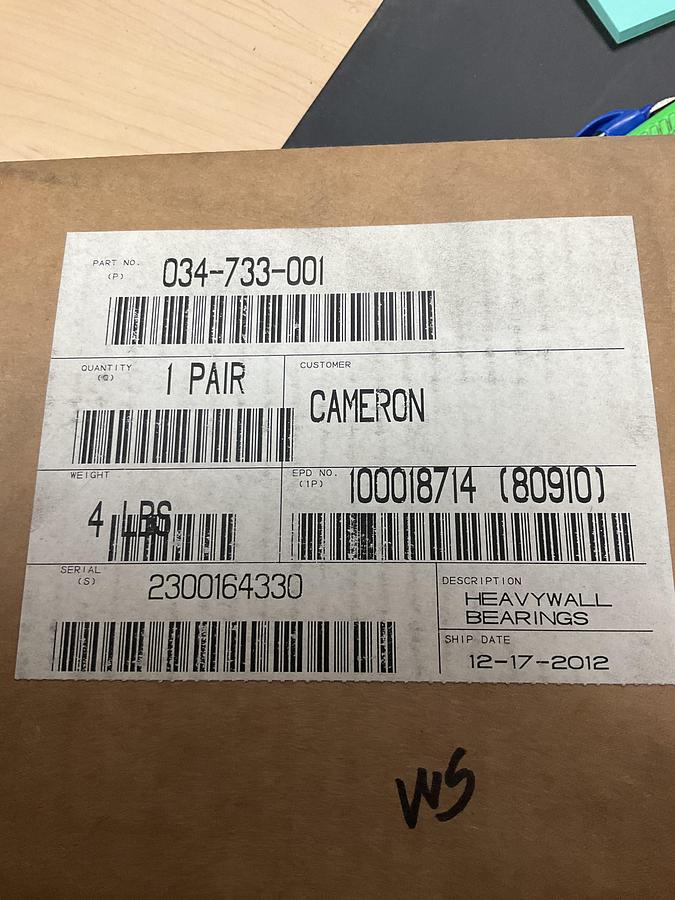 PART NO.
(P)
034-733-001
QUANTITY
(Q)
1 PAIR
CUSTOMER
CAMERON
WEIGHT
4 LBS
EPD NO.
(1P)
100018714 (80910)
SERIAL
(S)
2300164330
DESCRIPTION
HEAVYWALL
BEARINGS
SHIP DATE
12-17-2012
WS